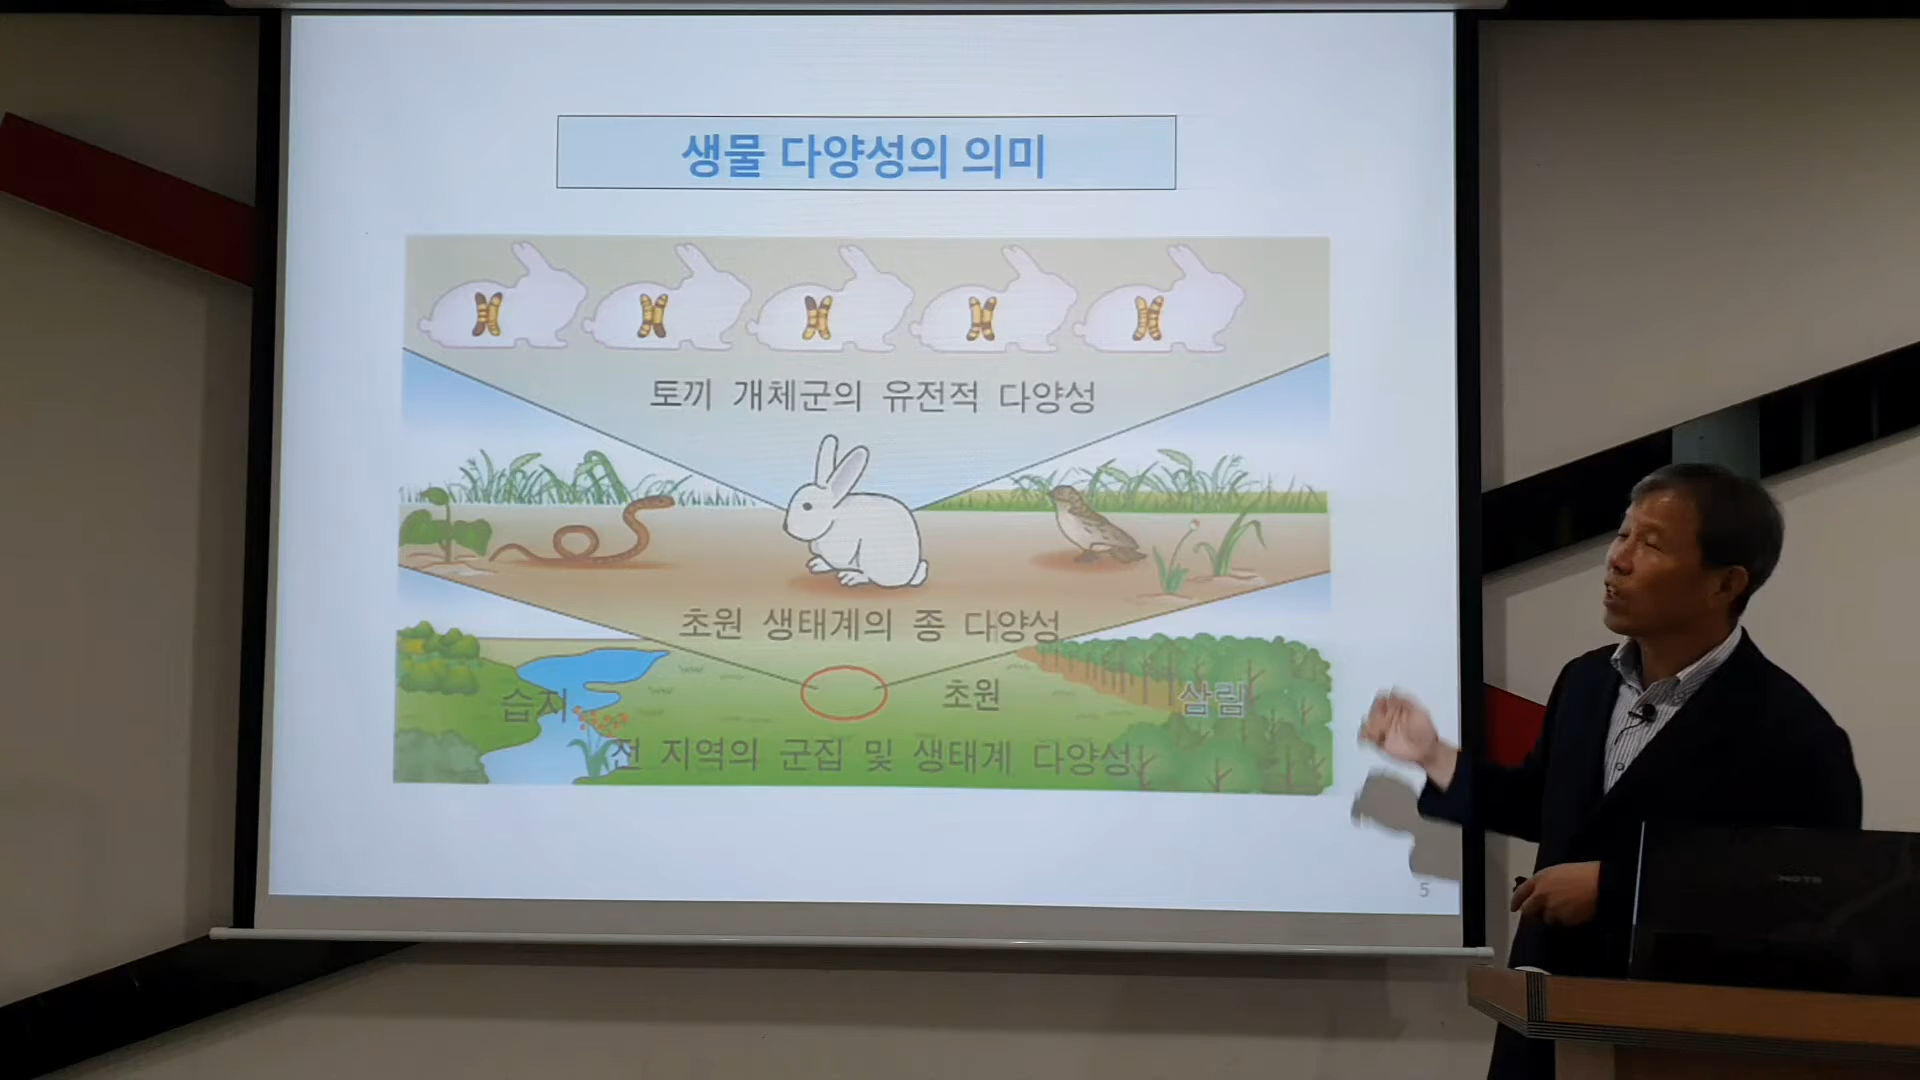 생물 다양성의 의미
토끼 개체군의 유전적 다양성
초원 생태계의 종 다양성
습지
초원
삼림
전 지역의 군집 및 생태계 다양성
5